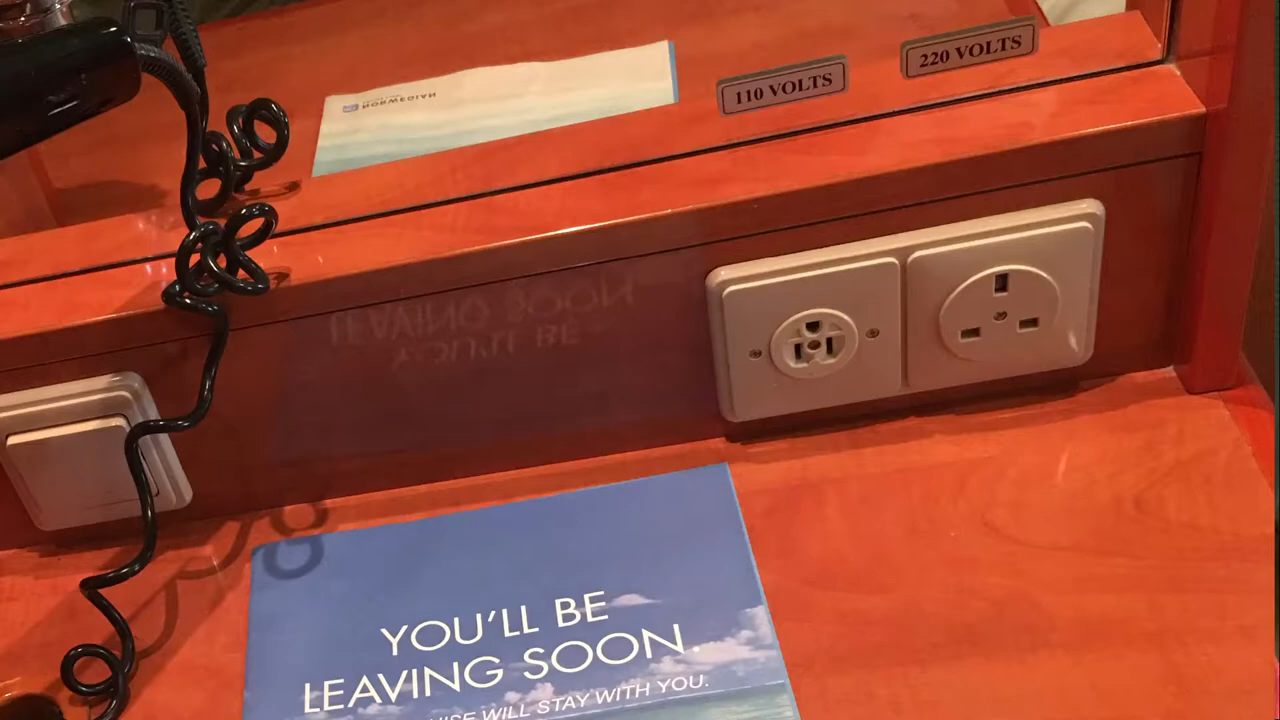 220 VOLTS
110 VOLTS
NORWEGIAN
YOU'LL BE
LEAVING SOON.
WILL STAY WITH YOU.